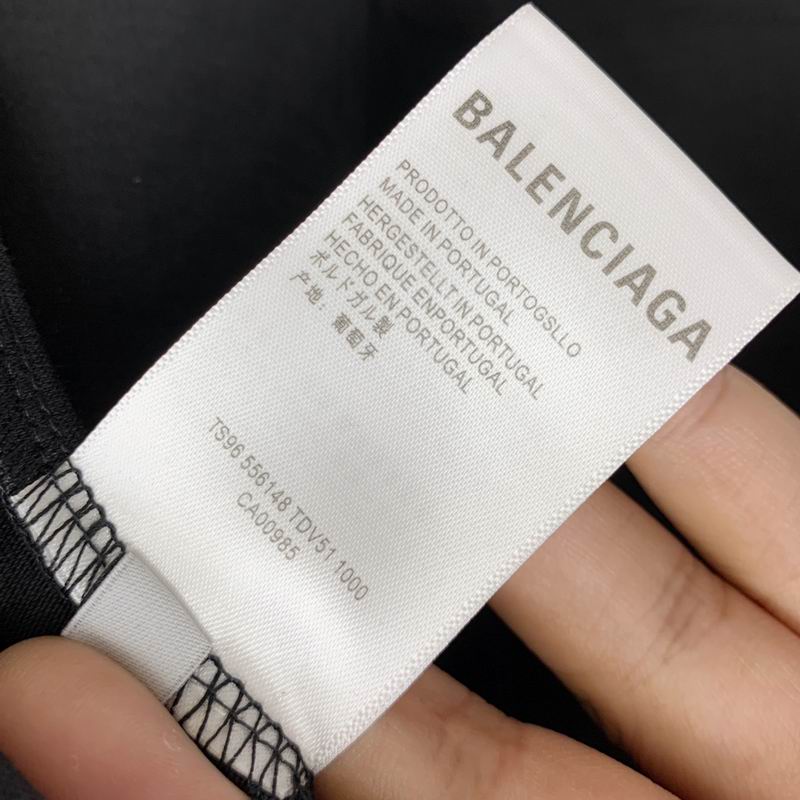 BALENCIAGA
PRODOTTO IN PORTOGSLLO
MADE IN PORTUGAL
HERGESTELLT IN PORTUGAL
FABRIQUE ENPORTUGAL
HECHO EN PORTUGAL
ポルドガル製
产地：葡萄牙
TS96 556148 TDV51 1000
CA00985